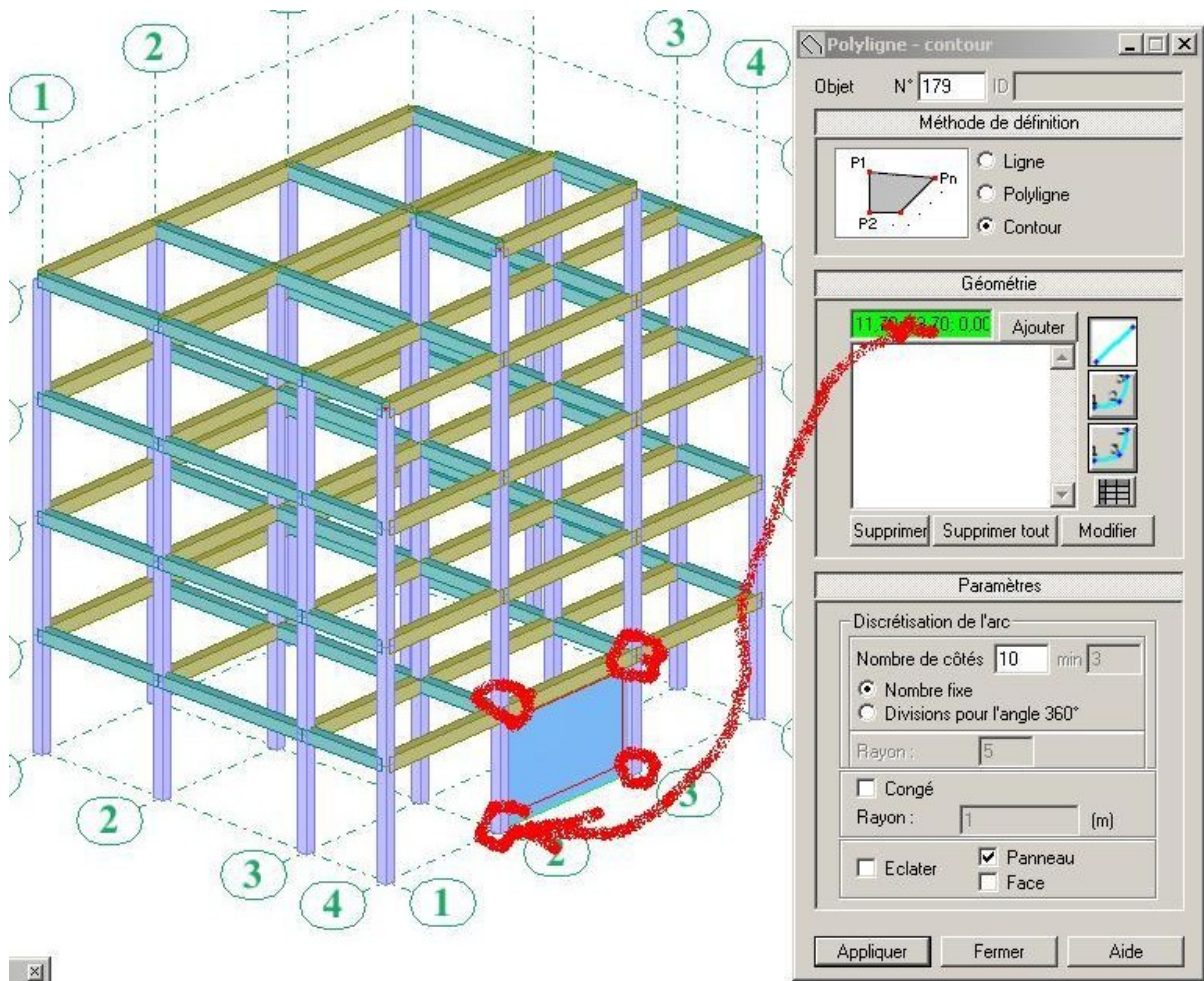 1
2
3
4
2
3
4
1
2
3
Polyligne - contour
Objet N° 179 ID
Méthode de définition
P1
Pn
P2
Ligne
Polyligne
Contour
Géométrie
Ajouter
Supprimer Supprimer tout Modifier
Paramètres
Discrétisation de l'arc
Nombre de côtés 10 min 3
Nombre fixe
Divisions pour l'angle 360°
Rayon : 5
Congé
Rayon : 1 (m)
Eclater
Panneau
Face
Appliquer Fermer Aide